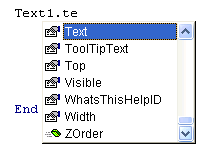 Text1.te
Text
ToolTipText
Top
Visible
WhatsThisHelpID
End
Width
ZOrder